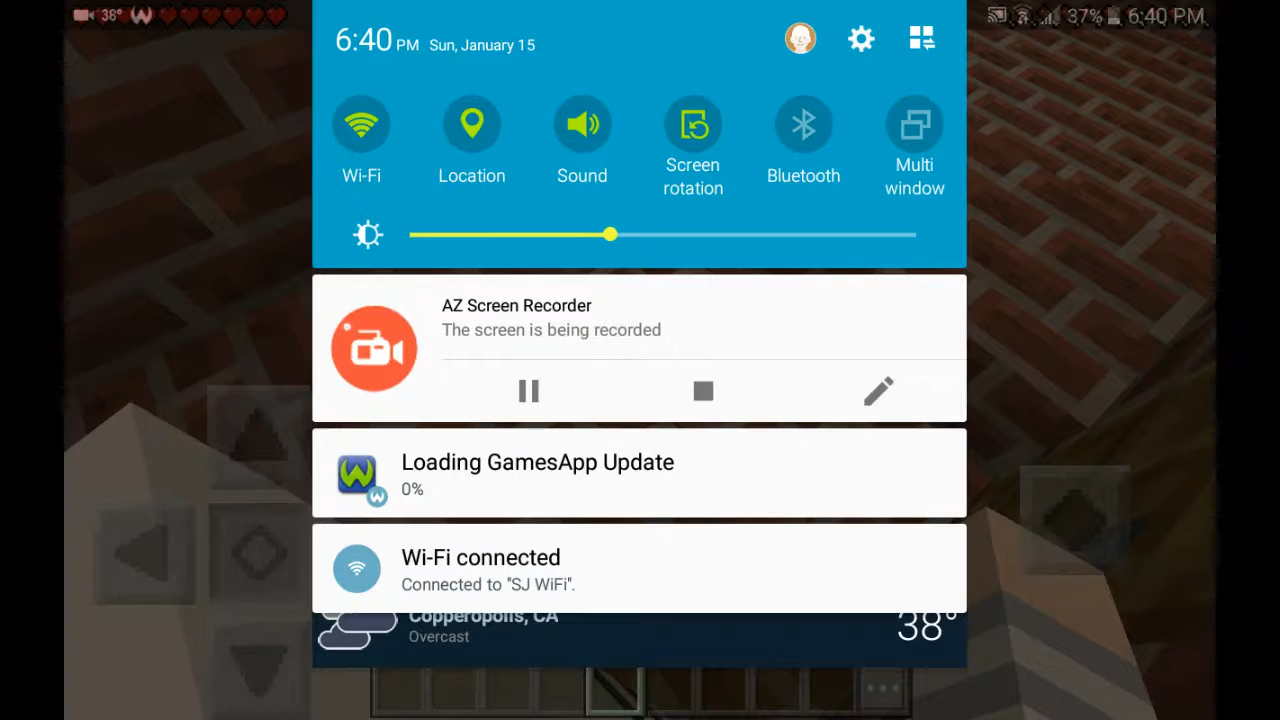 38°
37% 6:40 PM
6:40 PM Sun, January 15
Wi-Fi
Location
Sound
Screen
rotation
Bluetooth
Multi
window
AZ Screen Recorder
The screen is being recorded
Loading GamesApp Update
0%
Wi-Fi connected
Connected to "SJ WiFi".
Copperopolis, CA
Overcast
38°